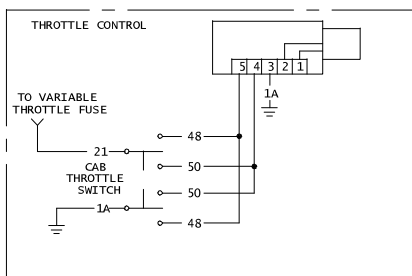 THROTTLE CONTROL
5 4 3 2 1
1A
TO VARIABLE
THROTTLE FUSE
48
21
50
CAB
THROTTLE
SWITCH
50
1A
48